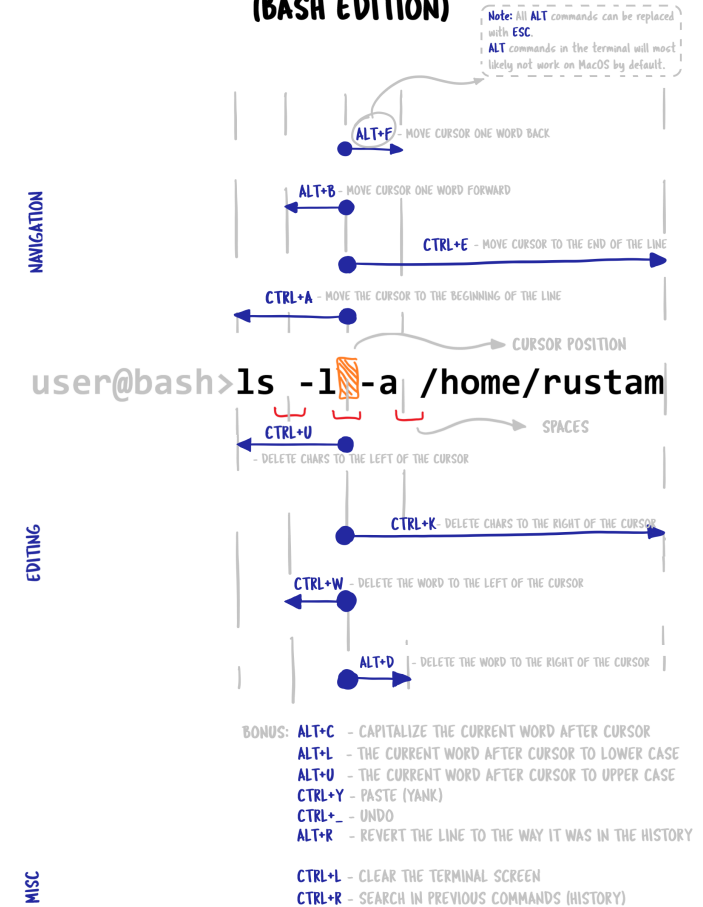 (BASH EDITION)
Note: All ALT commands can be replaced
with ESC.
ALT commands in the terminal will most
likely not work on MacOS by default.
ALT+F - MOVE CURSOR ONE WORD BACK
NAVIGATION
ALT+B - MOVE CURSOR ONE WORD FORWARD
CTRL+E - MOVE CURSOR TO THE END OF THE LINE
CTRL+A - MOVE THE CURSOR TO THE BEGINNING OF THE LINE
CURSOR POSITION
user@bash>ls -l -a /home/rustam
SPACES
CTRL+U
- DELETE CHARS TO THE LEFT OF THE CURSOR
EDITING
CTRL+K- DELETE CHARS TO THE RIGHT OF THE CURSOR
CTRL+W - DELETE THE WORD TO THE LEFT OF THE CURSOR
ALT+D - DELETE THE WORD TO THE RIGHT OF THE CURSOR
BONUS: ALT+C - CAPITALIZE THE CURRENT WORD AFTER CURSOR
ALT+L - THE CURRENT WORD AFTER CURSOR TO LOWER CASE
ALT+U - THE CURRENT WORD AFTER CURSOR TO UPPER CASE
CTRL+Y - PASTE (YANK)
CTRL+_ - UNDO
ALT+R - REVERT THE LINE TO THE WAY IT WAS IN THE HISTORY
MISC
CTRL+L - CLEAR THE TERMINAL SCREEN
CTRL+R - SEARCH IN PREVIOUS COMMANDS (HISTORY)